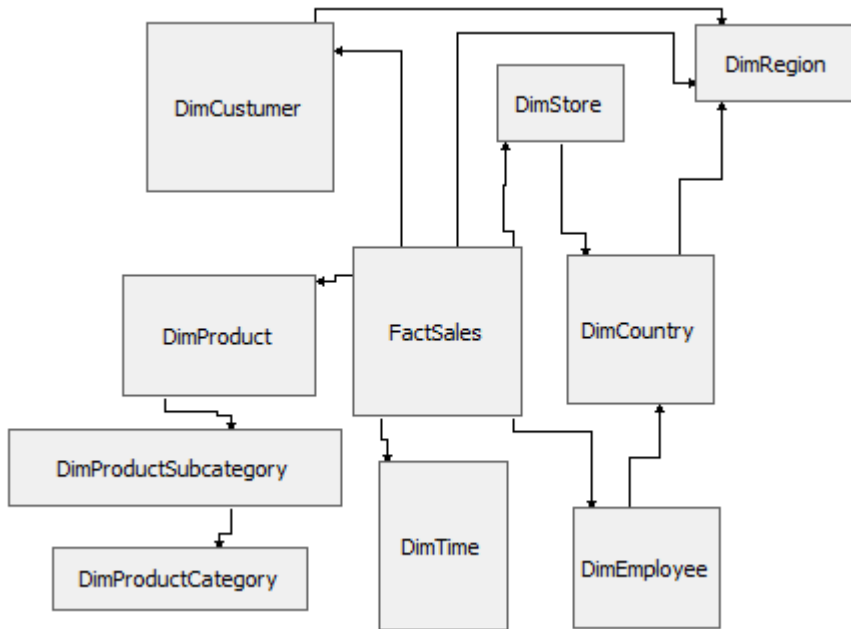 DimRegion
DimCustumer
DimStore
DimProduct
FactSales
DimCountry
DimProductSubcategory
DimTime
DimEmployee
DimProductCategory